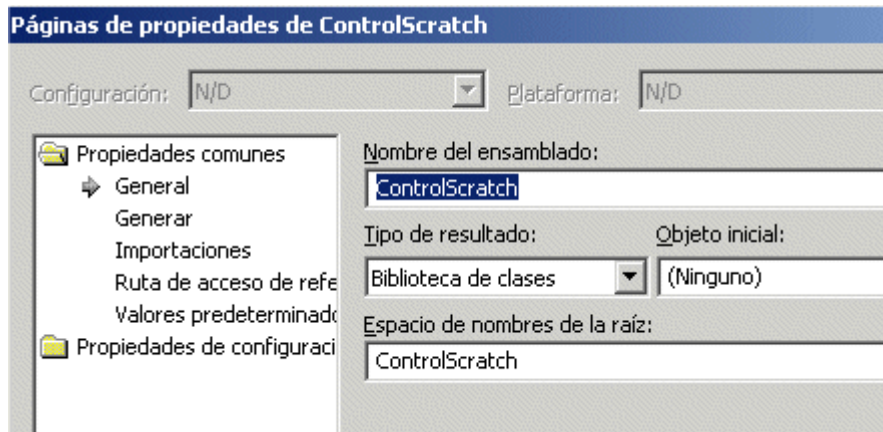 Páginas de propiedades de ControlScratch
Configuración: N/D Plataforma: N/D
Propiedades comunes
General
Generar
Importaciones
Ruta de acceso de refe
Valores predeterminado
Propiedades de configuraci
Nombre del ensamblado:
ControlScratch
Tipo de resultado: Objeto inicial:
Biblioteca de clases (Ninguno)
Espacio de nombres de la raíz:
ControlScratch